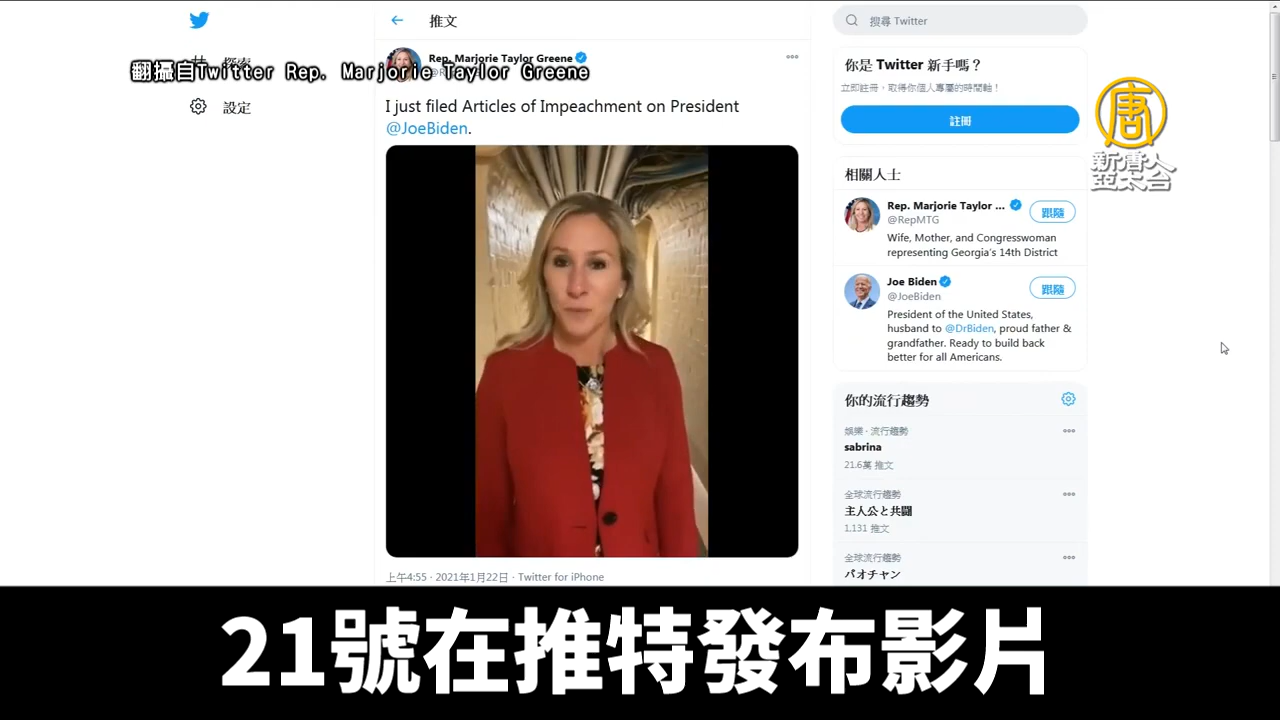 推文
搜尋 Twitter
Rep. Marjorie Taylor Greene
翻攝自Twitter Rep. Marjorie Taylor Greene
設定
I just filed Articles of Impeachment on President
@JoeBiden.
上午4:55 · 2021年1月22日 · Twitter for iPhone
你是 Twitter 新手嗎？
立即註冊，取得你個人專屬的時間軸！
註冊
唐
新唐人
亞太台
相關人士
Rep. Marjorie Taylor ...
@RepMTG
跟隨
Wife, Mother, and Congresswoman
representing Georgia's 14th District
Joe Biden
@JoeBiden
跟隨
President of the United States,
husband to @DrBiden, proud father &
grandfather. Ready to build back
better for all Americans.
你的流行趨勢
娛樂 · 流行趨勢
sabrina
21.6萬 推文
全球流行趨勢
主人公と共闘
1,131 推文
全球流行趨勢
パオチャン
21號在推特發布影片